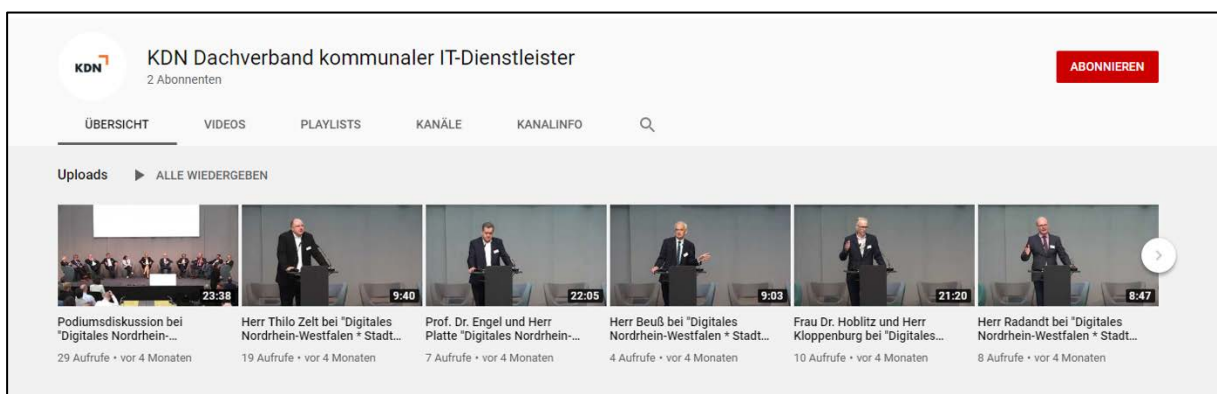 KDN
KDN Dachverband kommunaler IT-Dienstleister
2 Abonnenten
ABONNIEREN
ÜBERSICHT VIDEOS PLAYLISTS KANÄLE KANALINFO
Uploads ALLE WIEDERGEBEN
23:38 9:40 22:05 9:03 21:20 8:47
Podiumsdiskussion bei
"Digitales Nordrhein-...
29 Aufrufe • vor 4 Monaten
Herr Thilo Zelt bei "Digitales
Nordrhein-Westfalen * Stadt...
19 Aufrufe • vor 4 Monaten
Prof. Dr. Engel und Herr
Platte "Digitales Nordrhein-...
7 Aufrufe • vor 4 Monaten
Herr Beuß bei "Digitales
Nordrhein-Westfalen * Stadt...
4 Aufrufe • vor 4 Monaten
Frau Dr. Hoblitz und Herr
Kloppenburg bei "Digitales...
10 Aufrufe • vor 4 Monaten
Herr Radandt bei "Digitales
Nordrhein-Westfalen * Stadt...
8 Aufrufe • vor 4 Monaten